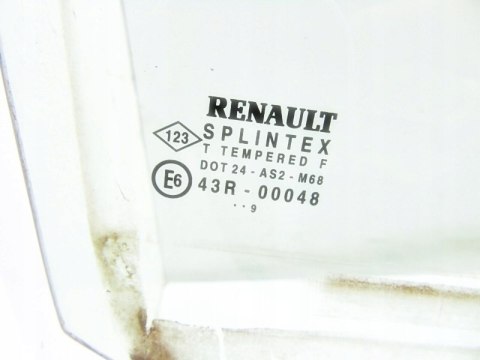 RENAULT
123 SPLINTEX
T TEMPERED F
DOT 24 - AS2 - M68
E6 43R - 00048
. . 9